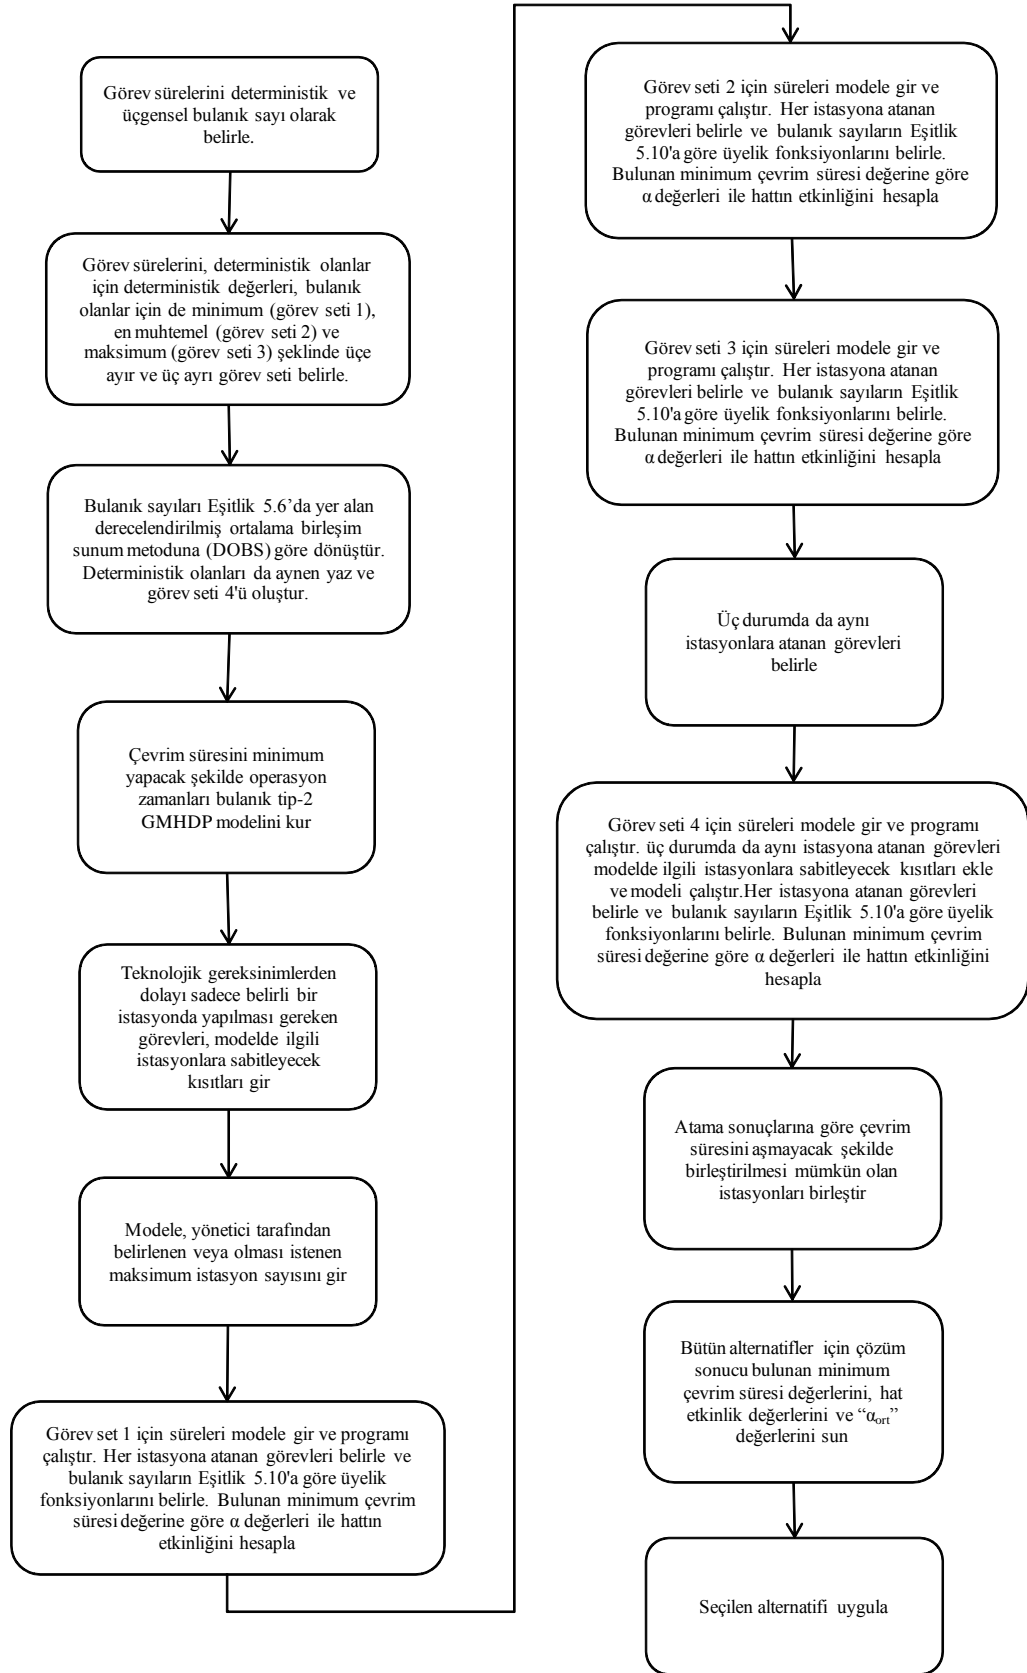 Görev sürelerini deterministik ve
üçgensel bulanık sayı olarak
belirle.
Görev sürelerini, deterministik olanlar
için deterministik değerleri, bulanık
olanlar için de minimum (görev seti 1),
en muhtemel (görev seti 2) ve
maksimum (görev seti 3) şeklinde üçe
ayır ve üç ayrı görev seti belirle.
Bulanık sayıları Eşitlik 5.6’da yer alan
derecelendirilmiş ortalama birleşim
sunum metoduna (DOBS) göre dönüştür.
Deterministik olanları da aynen yaz ve
görev seti 4'ü oluştur.
Çevrim süresini minimum
yapacak şekilde operasyon
zamanları bulanık tip-2
GMHDP modelini kur
Teknolojik gereksinimlerden
dolayı sadece belirli bir
istasyonda yapılması gereken
görevleri, modelde ilgili
istasyonlara sabitleyecek
kısıtları gir
Modele, yönetici tarafından
belirlenen veya olması istenen
maksimum istasyon sayısını gir
Görev set 1 için süreleri modele gir ve programı
çalıştır. Her istasyona atanan görevleri belirle ve
bulanık sayıların Eşitlik 5.10'a göre üyelik
fonksiyonlarını belirle. Bulunan minimum çevrim
süresi değerine göre α değerleri ile hattın
etkinliğini hesapla
Görev seti 2 için süreleri modele gir ve
programı çalıştır. Her istasyona atanan
görevleri belirle ve bulanık sayıların Eşitlik
5.10'a göre üyelik fonksiyonlarını belirle.
Bulunan minimum çevrim süresi değerine göre
α değerleri ile hattın etkinliğini hesapla
Görev seti 3 için süreleri modele gir ve
programı çalıştır. Her istasyona atanan
görevleri belirle ve bulanık sayıların Eşitlik
5.10'a göre üyelik fonksiyonlarını belirle.
Bulunan minimum çevrim süresi değerine göre
α değerleri ile hattın etkinliğini hesapla
Üç durumda da aynı
istasyonlara atanan görevleri
belirle
Görev seti 4 için süreleri modele gir ve programı
çalıştır. üç durumda da aynı istasyona atanan görevleri
modelde ilgili istasyonlara sabitleyecek kısıtları ekle
ve modeli çalıştır.Her istasyona atanan görevleri
belirle ve bulanık sayıların Eşitlik 5.10'a göre üyelik
fonksiyonlarını belirle. Bulunan minimum çevrim
süresi değerine göre α değerleri ile hattın etkinliğini
hesapla
Atama sonuçlarına göre çevrim
süresini aşmayacak şekilde
birleştirilmesi mümkün olan
istasyonları birleştir
Bütün alternatifler için çözüm
sonucu bulunan minimum
çevrim süresi değerlerini, hat
etkinlik değerlerini ve “αort”
değerlerini sun
Seçilen alternatifi uygula